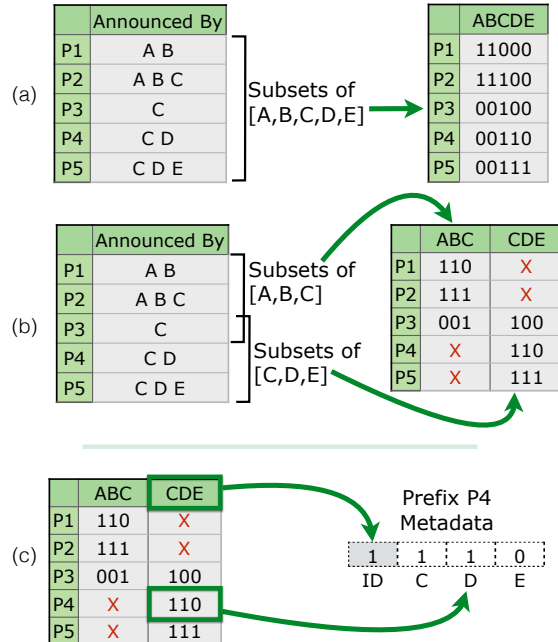 (a)
Announced By
P1 A B
P2 A B C
P3 C
P4 C D
P5 C D E
Subsets of
[A,B,C,D,E]
ABCDE
P1 11000
P2 11100
P3 00100
P4 00110
P5 00111
(b)
Announced By
P1 A B
P2 A B C
P3 C
P4 C D
P5 C D E
Subsets of
[A,B,C]
Subsets of
[C,D,E]
ABC CDE
P1 110 X
P2 111 X
P3 001 100
P4 X 110
P5 X 111
(c)
ABC CDE
P1 110 X
P2 111 X
P3 001 100
P4 X 110
P5 X 111
Prefix P4
Metadata
1 1 1 0
ID C D E